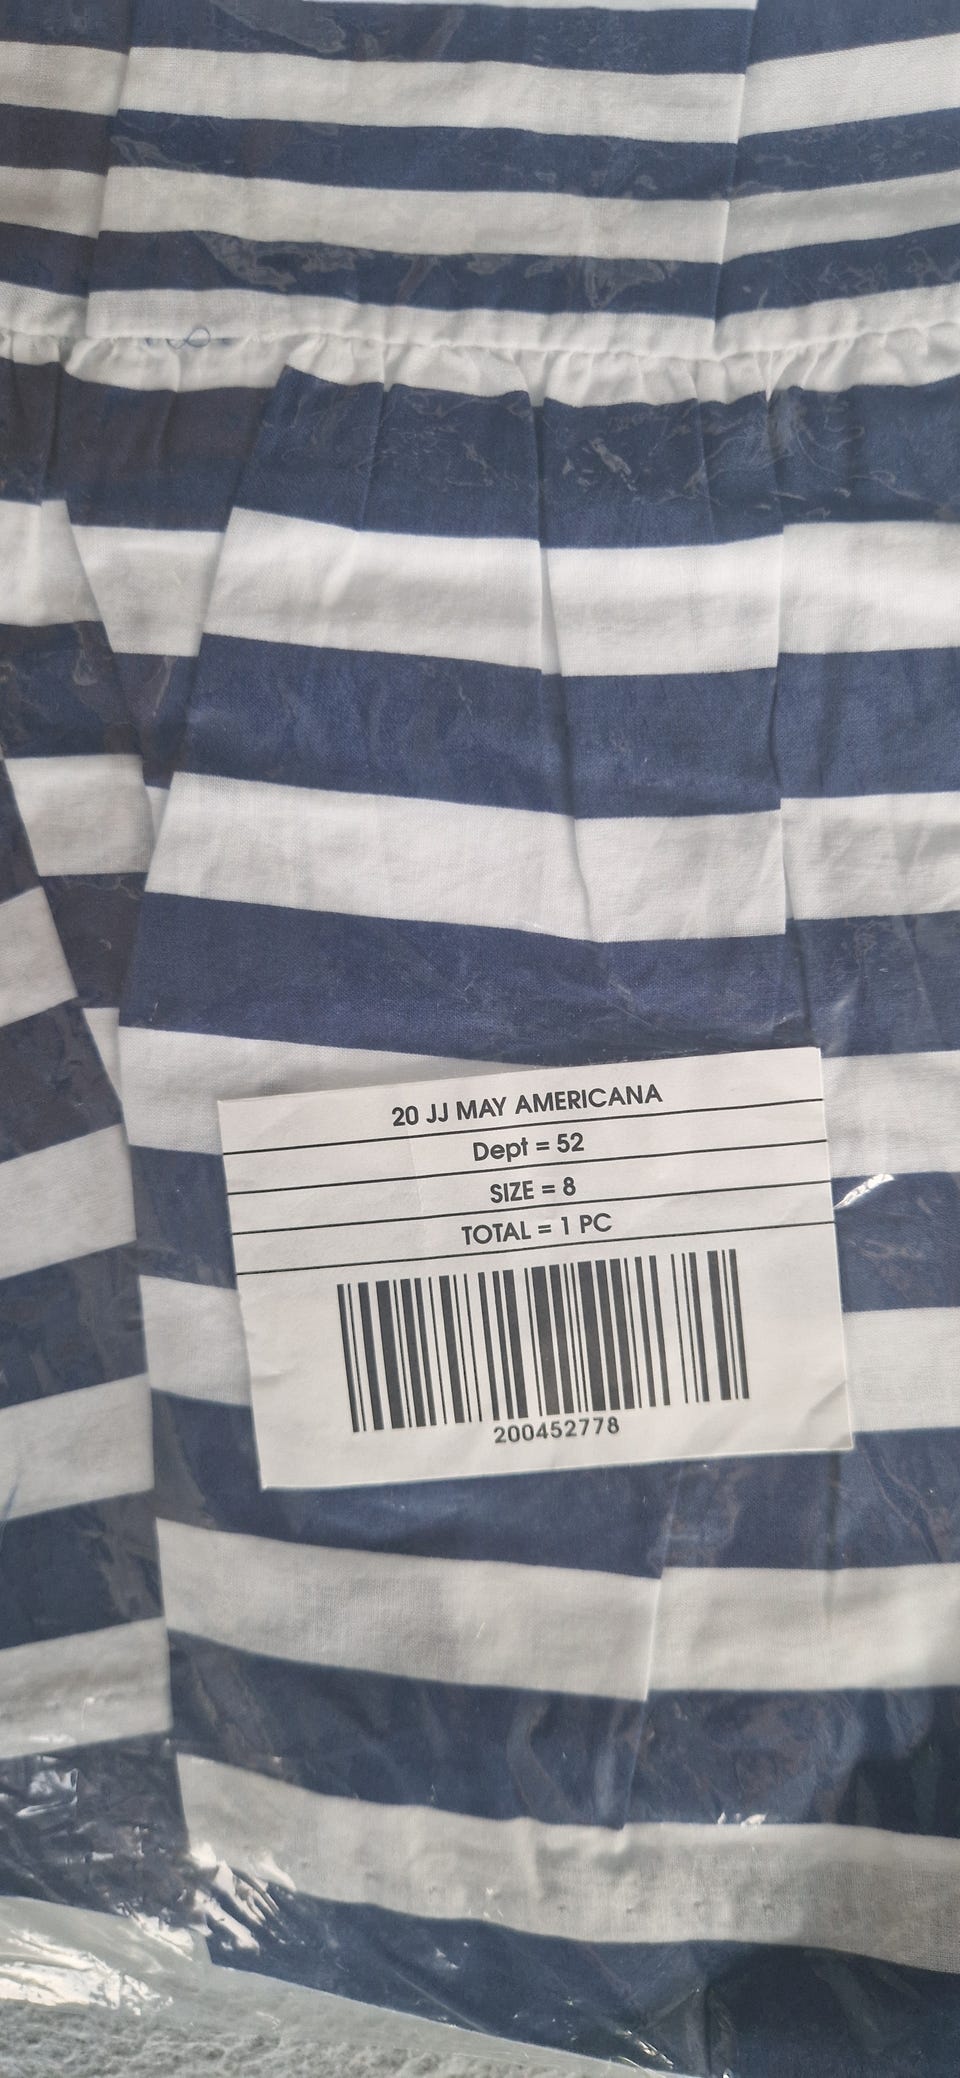 20 JJ MAY AMERICANA
Dept = 52
SIZE = 8
TOTAL = 1 PC
200452778